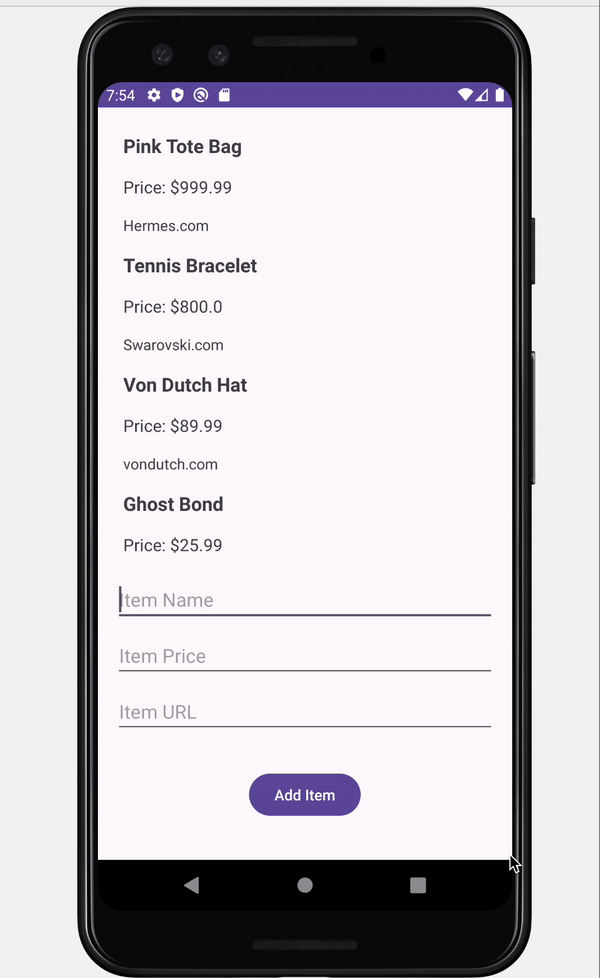 7:54
Pink Tote Bag
Price: $999.99
Hermes.com
Tennis Bracelet
Price: $800.0
Swarovski.com
Von Dutch Hat
Price: $89.99
vondutch.com
Ghost Bond
Price: $25.99
Item Name
Item Price
Item URL
Add Item